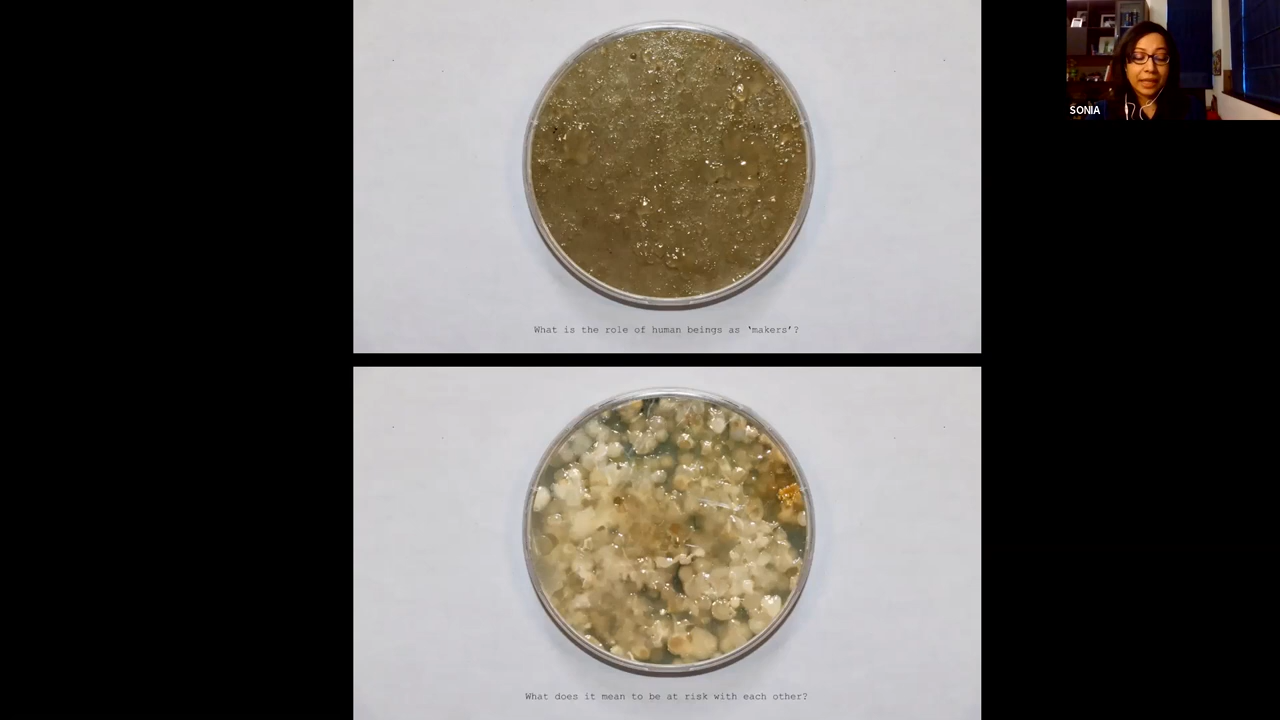 SONIA
What is the role of human beings as ‘makers’?
What does it mean to be at risk with each other?